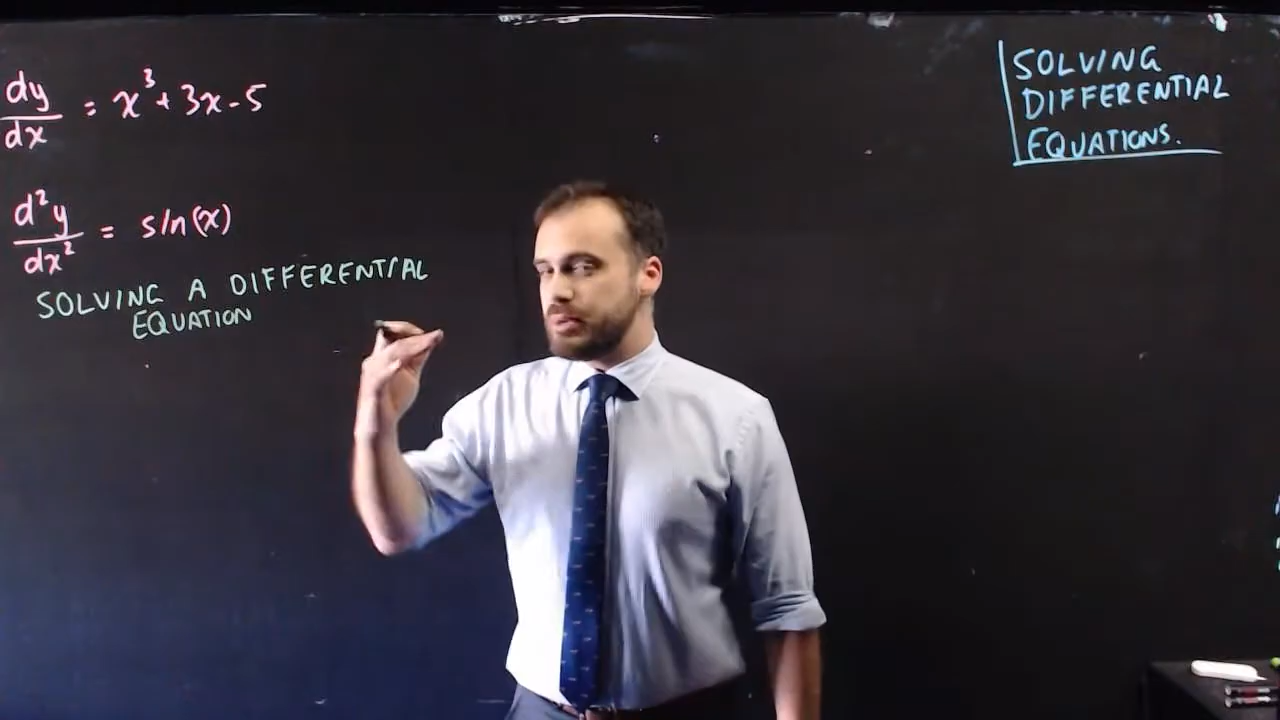 dy/dx = x³ + 3x - 5
d²y/dx² = sin(x)
SOLVING A DIFFERENTIAL
EQUATION
SOLVING
DIFFERENTIAL
EQUATIONS.